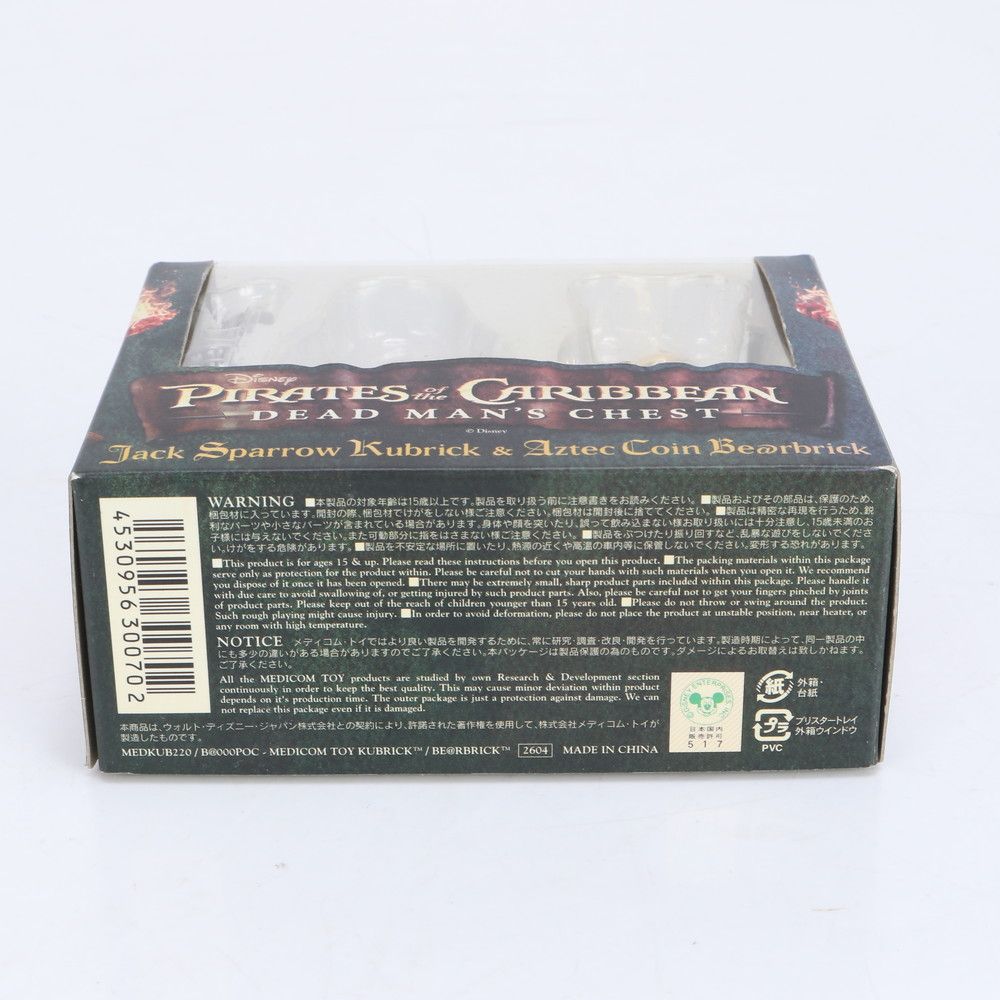 Disney
PIRATES of the CARIBBEAN
DEAD MAN'S CHEST
© Disney
Jack Sparrow Kubrick & Aztec Coin Be@rbrick
4 530956 300702
WARNING ■本製品の対象年齢は15歳以上です。製品を取り扱う前に注意書きをお読みください。■製品およびその部品は、保護のため、
梱包材に入っています。開封の際、梱包材でけがをしない様ご注意ください。梱包材は開封後に捨ててください。■製品は精密な再現を行うため、鋭
利なパーツや小さなパーツが含まれている場合があります。身体や顔を突いたり、誤って飲み込まない様お取り扱いには十分注意し、15歳未満のお
子様には与えないでください。また可動部分に指をはさまない様ご注意ください。■製品をぶつけたり振り回すなど、乱暴な遊びをしないでくださ
い。けがをする危険があります。■製品を不安定な場所に置いたり、熱源の近くや高温の車内等に保管しないでください。変形する恐れがあります。
■This product is for ages 15 & up. Please read these instructions before you open this product. ■The packing materials within this package
serve only as protection for the product within. Please be careful not to cut your hands with such materials when you open it. We recommend
you dispose of it once it has been opened. ■There may be extremely small, sharp product parts included within this package. Please handle it
with due care to avoid swallowing of, or getting injured by such product parts. Also, please be careful not to get your fingers pinched by joints
of product parts. Please keep out of the reach of children younger than 15 years old. ■Please do not throw or swing around the product.
Such rough playing might cause injury. ■In order to avoid deformation, please do not place the product at unstable position, near heater, or
any room with high temperature.
NOTICE メディコム・トイではより良い製品を開発するために、常に研究・調査・改良・開発を行っています。製造時期によって、同一製品の中
にも多少の違いがある場合がありますのでご了承ください。本パッケージは製品保護の為のものです。ダメージによるお取替えは致しかねます。
ご了承ください。
All the MEDICOM TOY products are studied by own Research & Development section
continuously in order to keep the best quality. This may cause minor deviation within product
depends on it's producing time. The outer package is just a protection against damage. We can
not replace this package even if it is damaged.
本商品は、ウォルト・ディズニー・ジャパン株式会社との契約により、許諾された著作権を使用して、株式会社メディコム・トイが
製造したものです。
MEDKUB220 / B@000POC - MEDICOM TOY KUBRICK™ / BE@RBRICK™ 2604 MADE IN CHINA
©DISNEY ENTERPRISES INC.
日本国内
販売許可
517
紙
外箱・
台紙
プラ
PVC
ブリスタートレイ
外箱ウインドウ